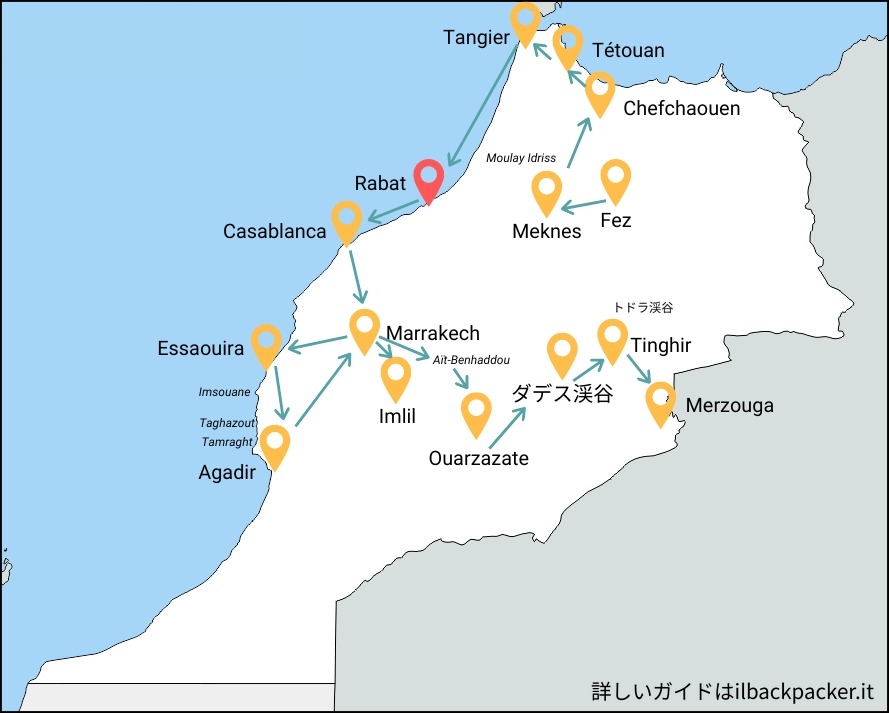 Tangier
Tétouan
Chefchaouen
Moulay Idriss
Rabat
Meknes
Fez
Casablanca
トドラ渓谷
Marrakech
Essaouira
Tinghir
Aït-Benhaddou
Imsouane
ダデス渓谷
Merzouga
Imlil
Taghazout
Tamraght
Ouarzazate
Agadir
詳しいガイドはilbackpacker.it